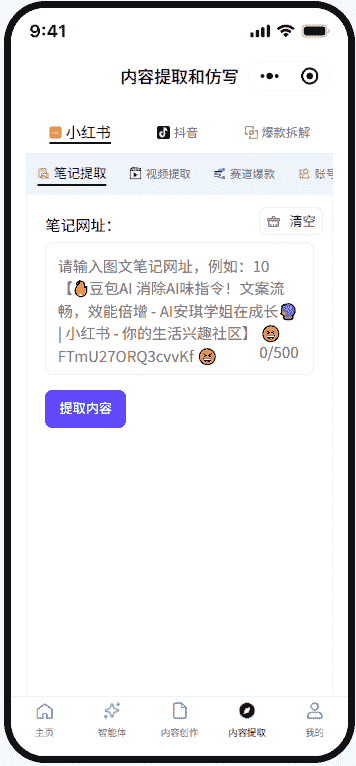 9:41
内容提取和仿写
小红书 抖音 爆款拆解
笔记提取 视频提取 赛道爆款 账号
笔记网址： 清空
请输入图文笔记网址，例如：10
【🥚豆包AI 消除AI味指令！文案流
畅，效能倍增 - AI安琪学姐在成长🔮
| 小红书 - 你的生活兴趣社区】 😆
FTmU27ORQ3cvvKf 😆 0/500
提取内容
主页 智能体 内容创作 内容提取 我的